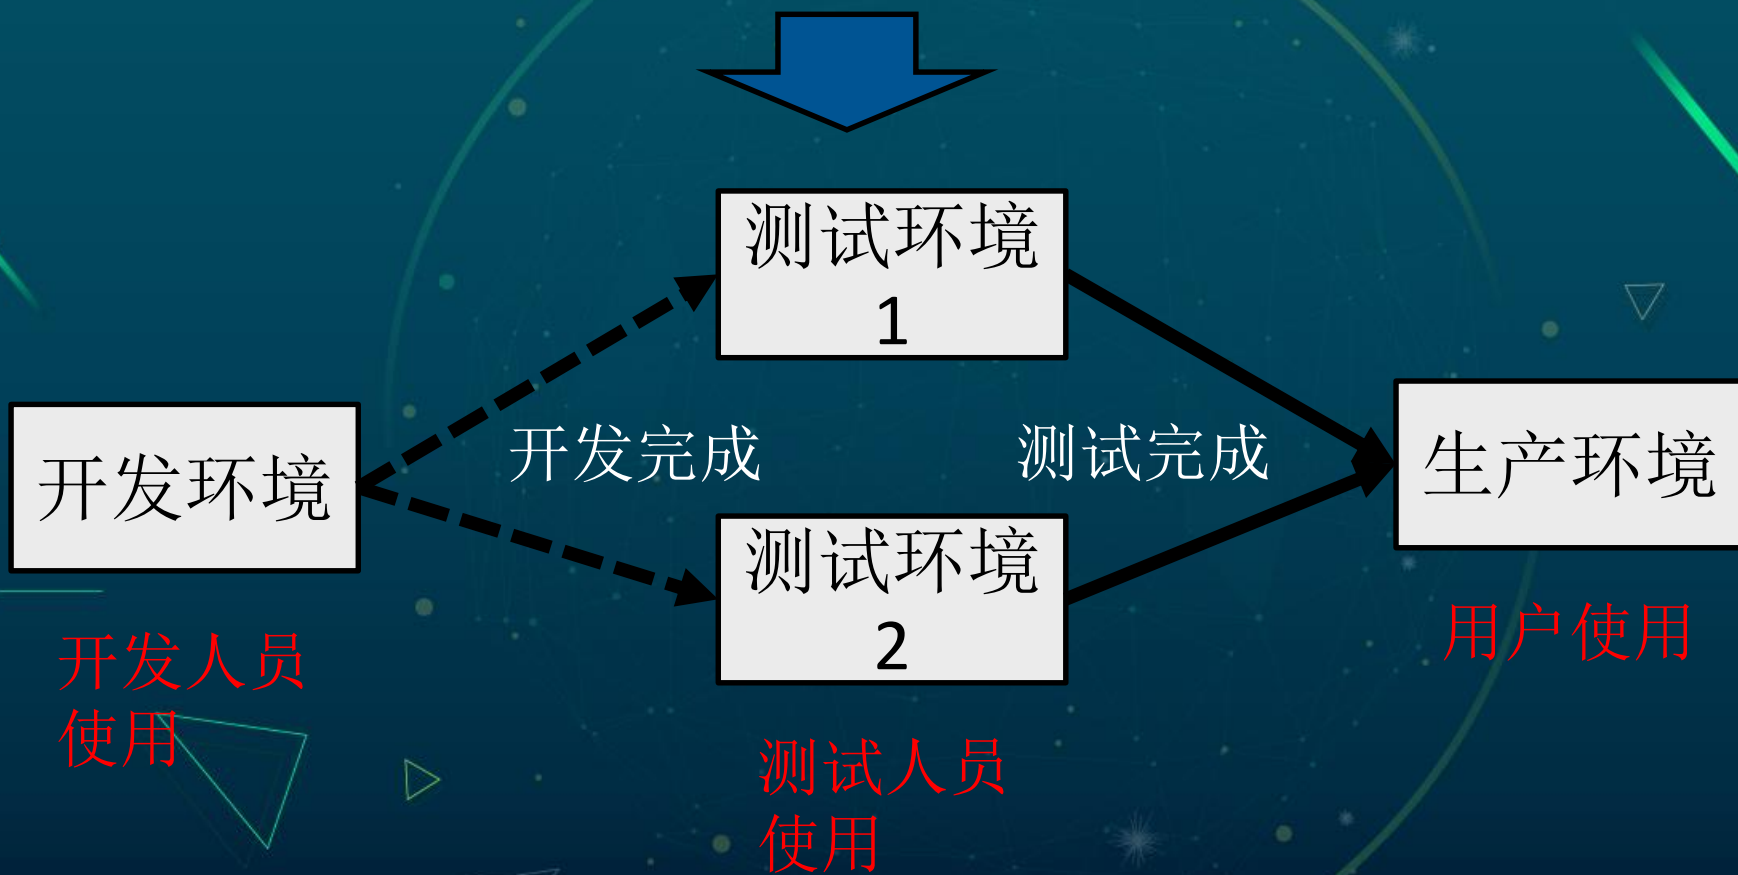 测试环境
1
开发完成
测试完成
开发环境
生产环境
测试环境
2
开发人员
使用
用户使用
测试人员
使用